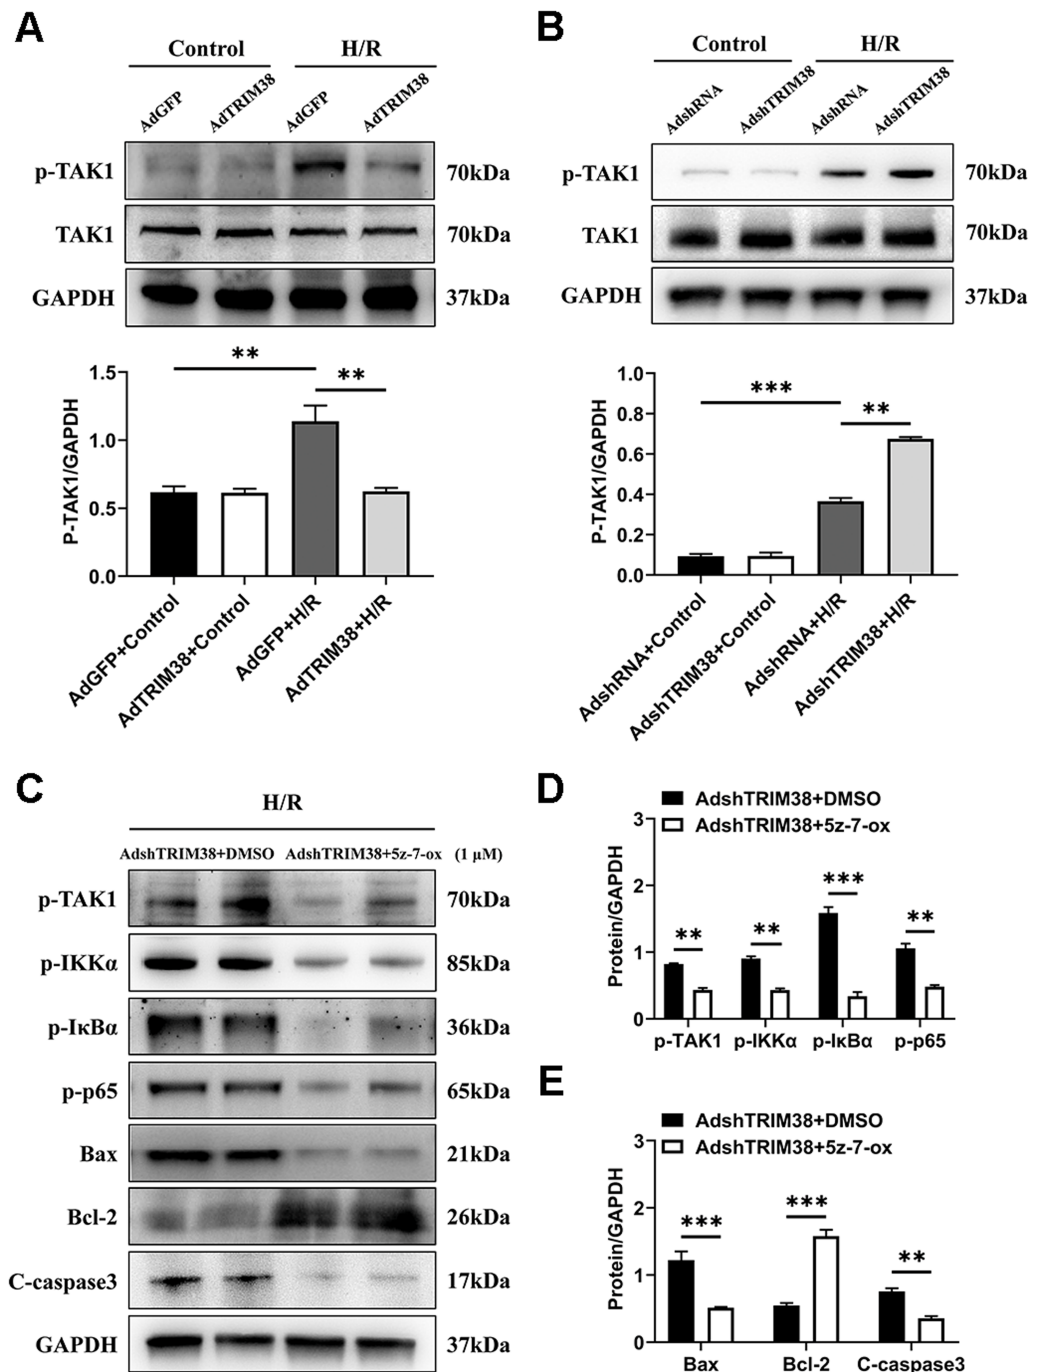 A
Control H/R
AdGFP AdTRIM38 AdGFP AdTRIM38
p-TAK1 70kDa
TAK1 70kDa
GAPDH 37kDa
** **
P-TAK1/GAPDH
1.5
1.0
0.5
0.0
AdGFP+Control
AdTRIM38+Control
AdGFP+H/R
AdTRIM38+H/R
B
Control H/R
AdshRNA AdshTRIM38 AdshRNA AdshTRIM38
p-TAK1 70kDa
TAK1 70kDa
GAPDH 37kDa
*** **
P-TAK1/GAPDH
1.0
0.8
0.6
0.4
0.2
0.0
AdshRNA+Control
AdshTRIM38+Control
AdshRNA+H/R
AdshTRIM38+H/R
C
H/R
AdshTRIM38+DMSO AdshTRIM38+5z-7-ox (1 μM)
p-TAK1 70kDa
p-IKKα 85kDa
p-IκBα 36kDa
p-p65 65kDa
Bax 21kDa
Bcl-2 26kDa
C-caspase3 17kDa
GAPDH 37kDa
D
AdshTRIM38+DMSO
AdshTRIM38+5z-7-ox
Protein/GAPDH
3
2
1
0
** ** *** **
p-TAK1 p-IKKα p-IκBα p-p65
E
AdshTRIM38+DMSO
AdshTRIM38+5z-7-ox
Protein/GAPDH
3
2
1
0
*** *** **
Bax Bcl-2 C-caspase3